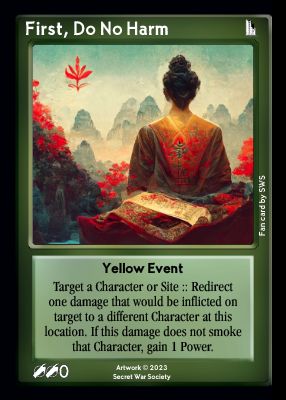 First, Do No Harm
Fan card by SWS
Yellow Event
Target a Character or Site :: Redirect
one damage that would be inflicted on
target to a different Character at this
location. If this damage does not smoke
that Character, gain 1 Power.
0
Artwork © 2023
Secret War Society